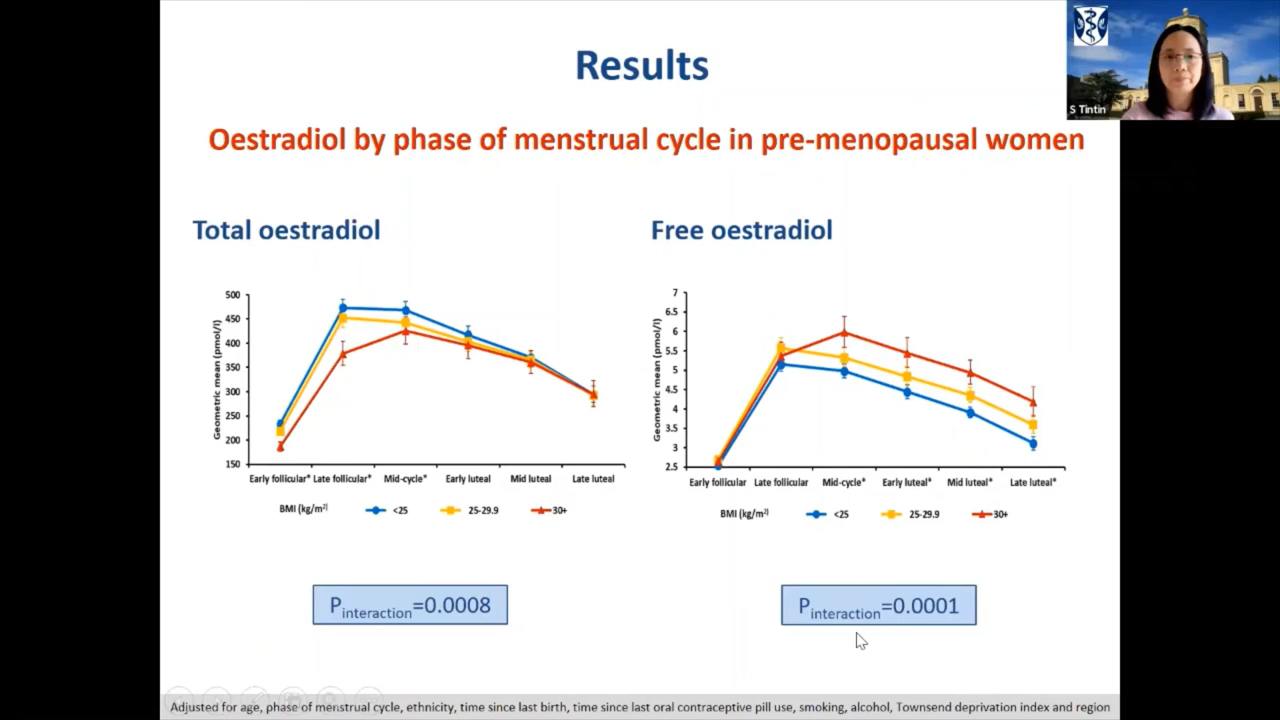 Results
S Tintin
Oestradiol by phase of menstrual cycle in pre-menopausal women
Total oestradiol
Geometric mean (pmol/l)
500
450
400
350
300
250
200
150
Early follicular* Late follicular* Mid-cycle* Early luteal Mid luteal Late luteal
BMI (kg/m²) <25 25-29.9 30+
Free oestradiol
Geometric mean (pmol/l)
7
6.5
6
5.5
5
4.5
4
3.5
3
2.5
Early follicular Late follicular Mid-cycle* Early luteal* Mid luteal* Late luteal*
BMI (kg/m²) <25 25-29.9 30+
Pinteraction=0.0008
Pinteraction=0.0001
Adjusted for age, phase of menstrual cycle, ethnicity, time since last birth, time since last oral contraceptive pill use, smoking, alcohol, Townsend deprivation index and region